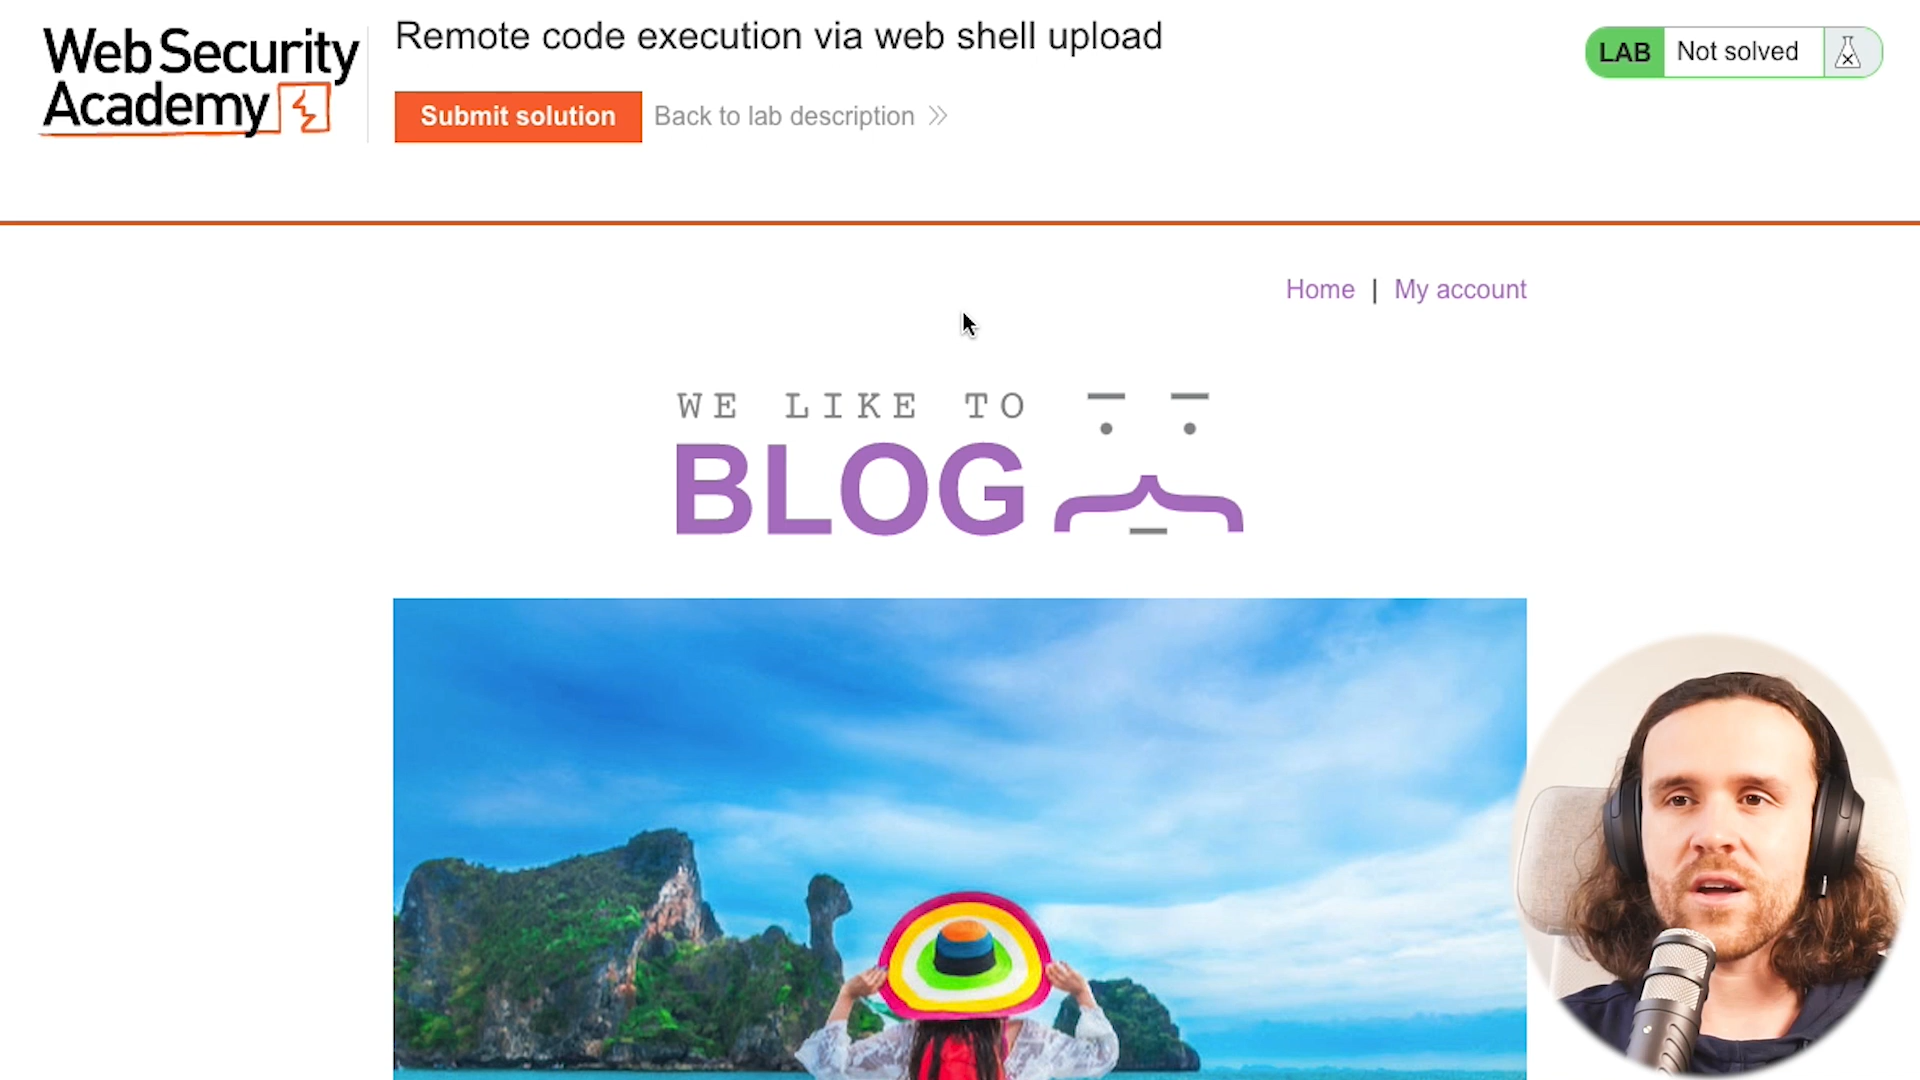 Web Security
Academy
Remote code execution via web shell upload
Submit solution
Back to lab description
LAB
Not solved
Home | My account
WE LIKE TO
BLOG